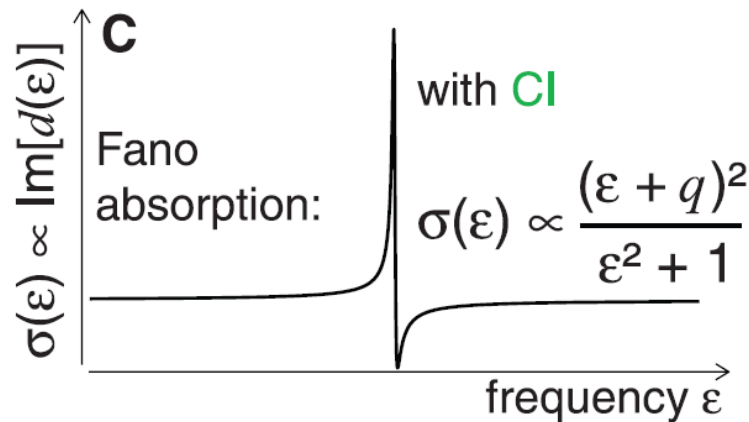 C
σ(ε) ∝ Im[d(ε)]
with CI
Fano
absorption:
σ(ε) ∝ (ε + q)² / ε² + 1
frequency ε